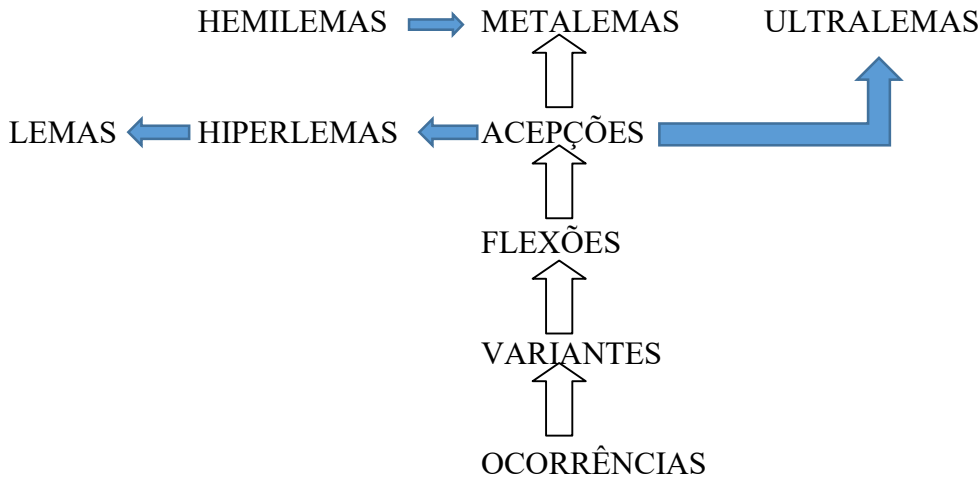 HEMILEMAS METALEMAS ULTRALEMAS
LEMAS HIPERLEMAS ACEPÇÕES
FLEXÕES
VARIANTES
OCORRÊNCIAS